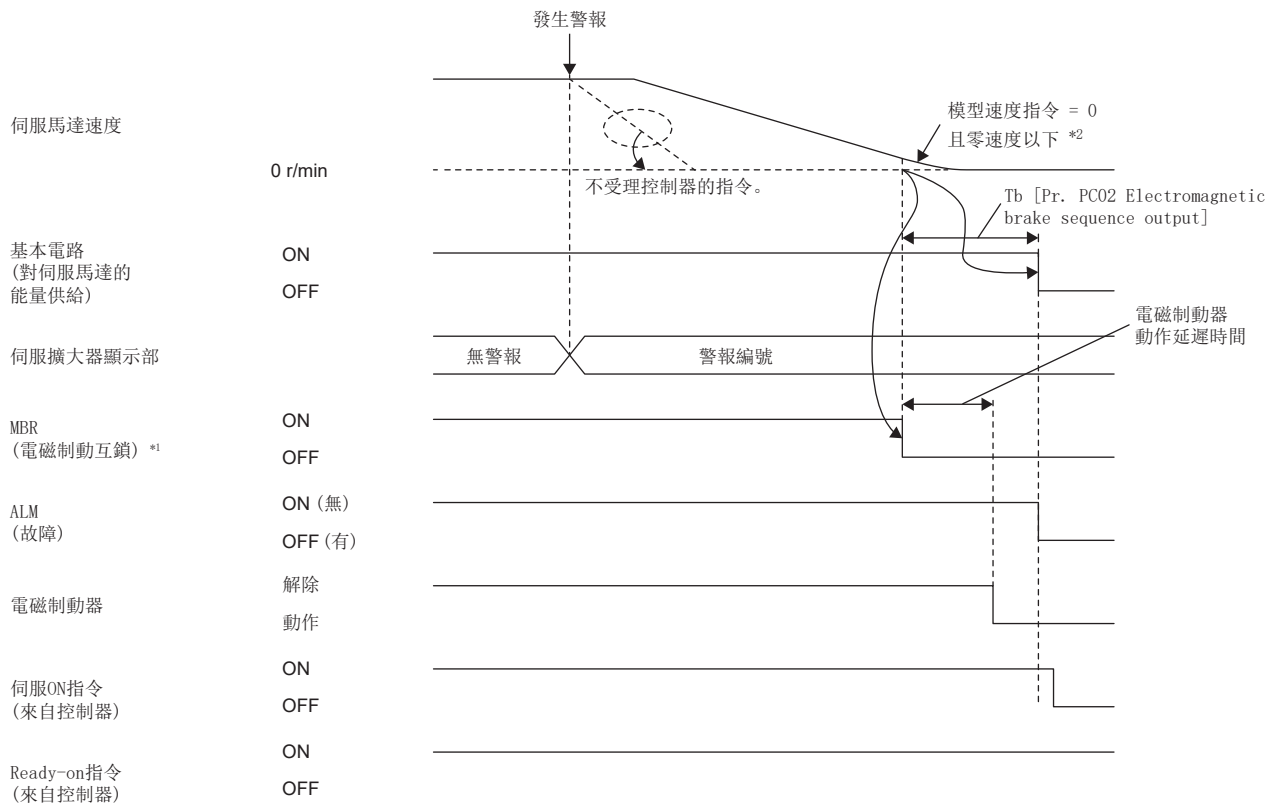 發生警報
伺服馬達速度
模型速度指令 = 0
且零速度以下 *2
0 r/min
不受理控制器的指令。
Tb [Pr. PC02 Electromagnetic
brake sequence output]
基本電路
(對伺服馬達的
能量供給)
ON
OFF
電磁制動器
動作延遲時間
伺服擴大器顯示部
無警報
警報編號
MBR
(電磁制動互鎖) *1
ON
OFF
ALM
(故障)
ON (無)
OFF (有)
電磁制動器
解除
動作
伺服ON指令
(來自控制器)
ON
OFF
Ready-on指令
(來自控制器)
ON
OFF